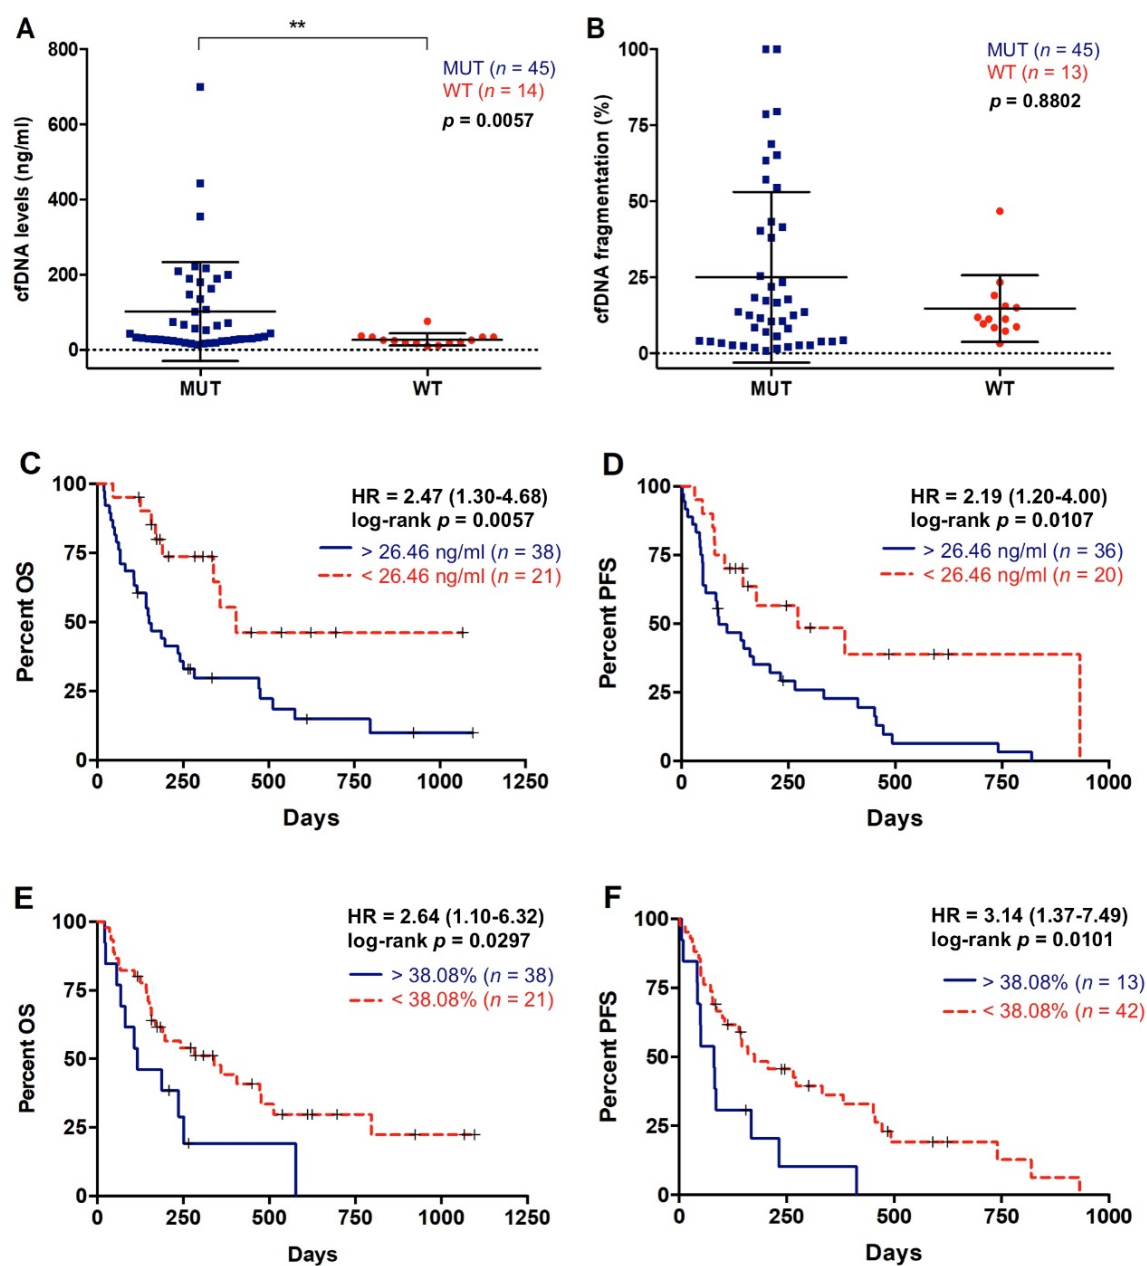 A
**
cfDNA levels (ng/ml)
800
600
400
200
0
MUT (n = 45)
WT (n = 14)
p = 0.0057
MUT
WT
B
cfDNA fragmentation (%)
100
75
50
25
0
MUT (n = 45)
WT (n = 13)
p = 0.8802
MUT
WT
C
Percent OS
100
75
50
25
0
HR = 2.47 (1.30-4.68)
log-rank p = 0.0057
> 26.46 ng/ml (n = 38)
< 26.46 ng/ml (n = 21)
0 250 500 750 1000 1250
Days
D
Percent PFS
100
75
50
25
0
HR = 2.19 (1.20-4.00)
log-rank p = 0.0107
> 26.46 ng/ml (n = 36)
< 26.46 ng/ml (n = 20)
0 250 500 750 1000
Days
E
Percent OS
100
75
50
25
0
HR = 2.64 (1.10-6.32)
log-rank p = 0.0297
> 38.08% (n = 38)
< 38.08% (n = 21)
0 250 500 750 1000 1250
Days
F
Percent PFS
100
75
50
25
0
HR = 3.14 (1.37-7.49)
log-rank p = 0.0101
> 38.08% (n = 13)
< 38.08% (n = 42)
0 250 500 750 1000
Days